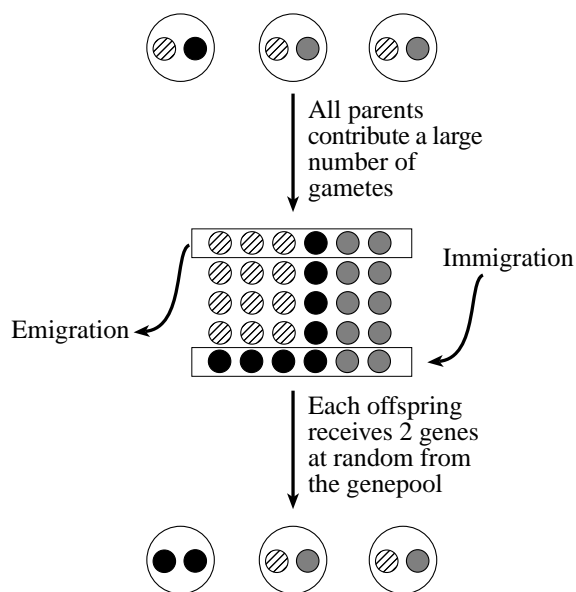 All parents
contribute a large
number of
gametes
Immigration
Emigration
Each offspring
receives 2 genes
at random from
the genepool